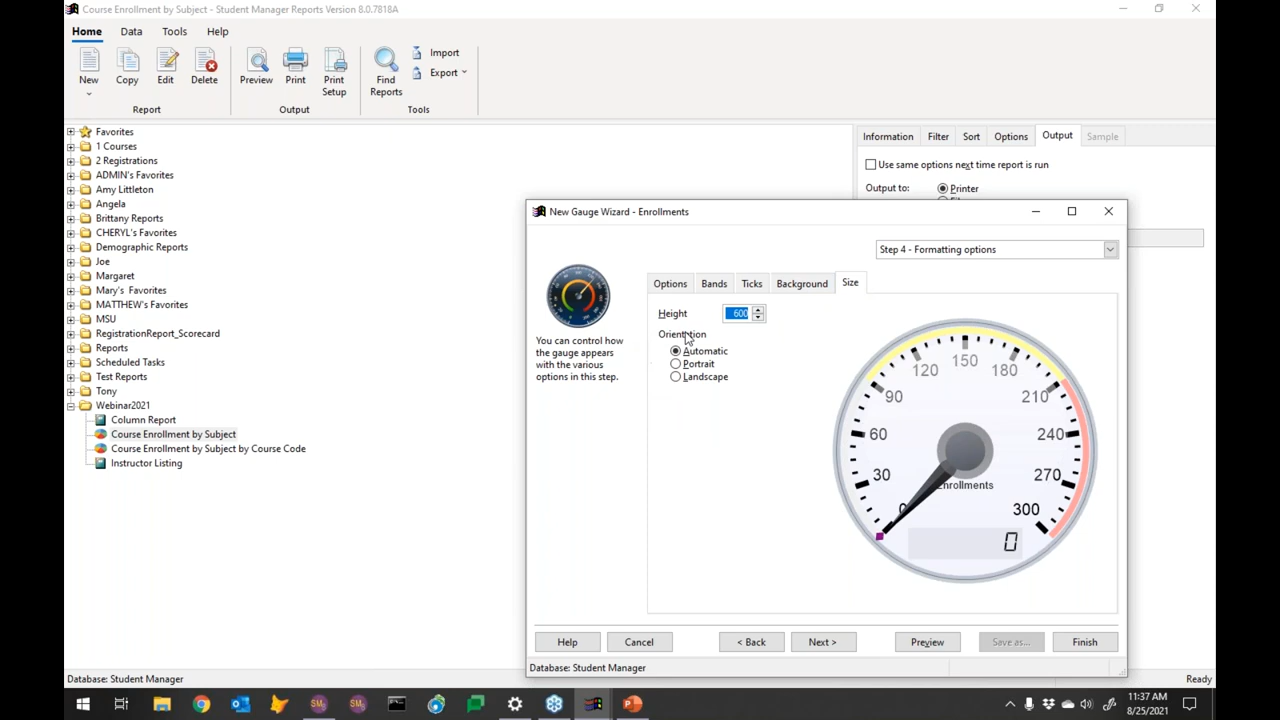 Course Enrollment by Subject - Student Manager Reports Version 8.0.7818A
Home Data Tools Help
New Copy Edit Delete Preview Print Print Setup Find Reports Import Export
Report Output Tools
Favorites
1 Courses
2 Registrations
ADMIN's Favorites
Amy Littleton
Angela
Brittany Reports
CHERYL's Favorites
Demographic Reports
Joe
Margaret
Mary's Favorites
MATTHEW's Favorites
MSU
RegistrationReport_Scorecard
Reports
Scheduled Tasks
Test Reports
Tony
Webinar2021
Column Report
Course Enrollment by Subject
Course Enrollment by Subject by Course Code
Instructor Listing
Information Filter Sort Options Output Sample
Use same options next time report is run
Output to: Printer
New Gauge Wizard - Enrollments
Step 4 - Formatting options
Options Bands Ticks Background Size
You can control how
the gauge appears
with the various
options in this step.
Height 600
Orientation
Automatic
Portrait
Landscape
0 30 60 90 120 150 180 210 240 270 300
Enrollments
0
Help Cancel < Back Next > Preview Save as... Finish
Database: Student Manager
Database: Student Manager Ready
11:37 AM
8/25/2021